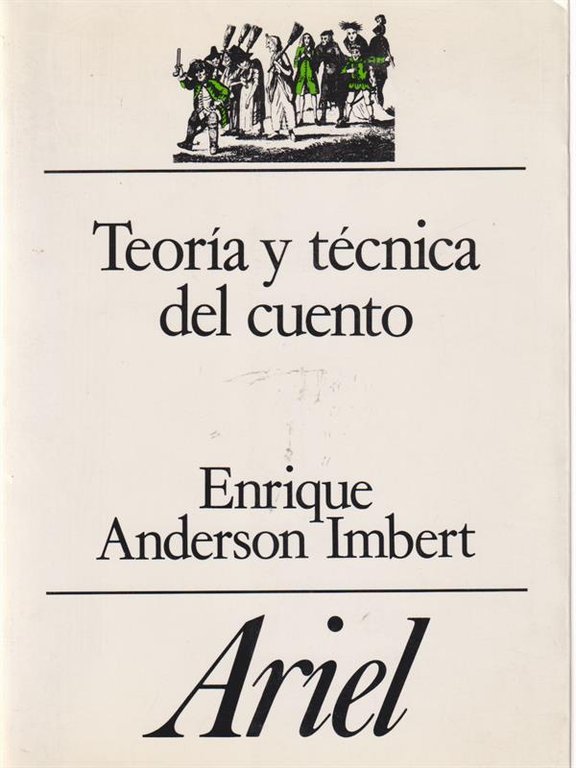 Teoría y técnica
del cuento
Enrique
Anderson Imbert
Ariel